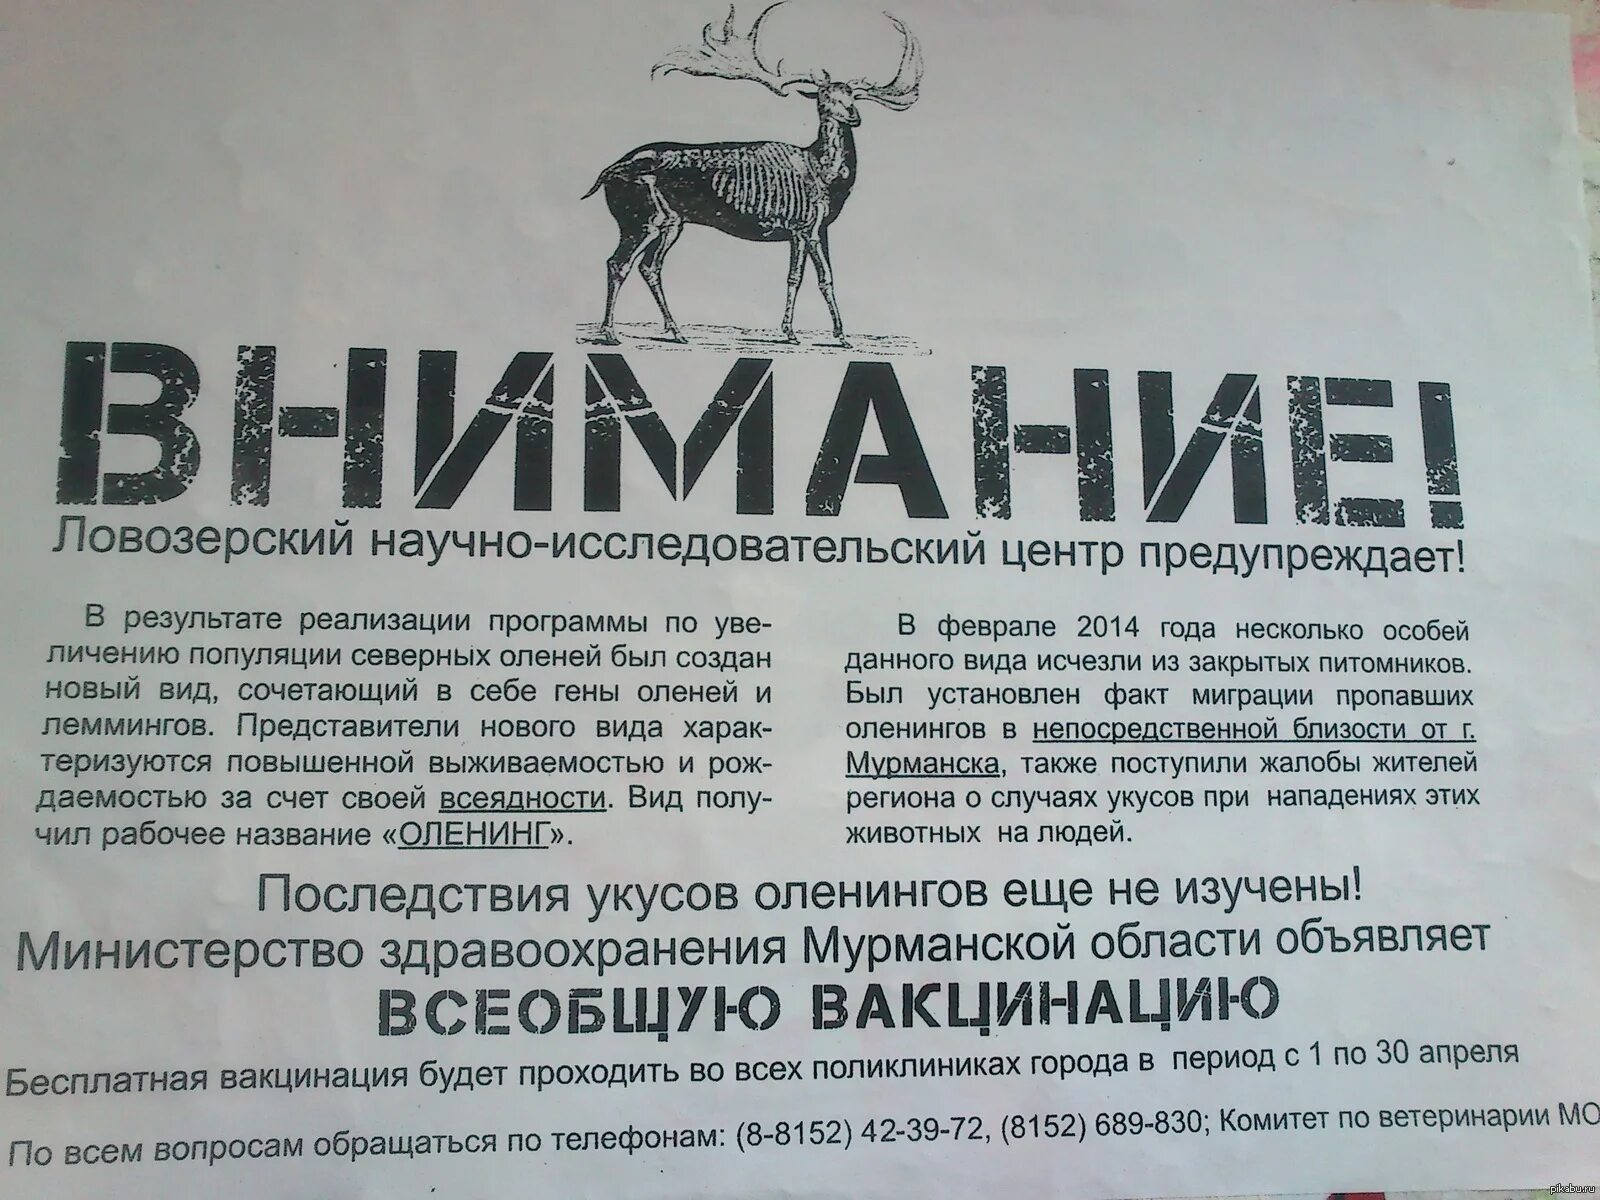 ВНИМАНИЕ!
Ловозерский научно-исследовательский центр предупреждает!
В результате реализации программы по уве-
личению популяции северных оленей был создан
новый вид, сочетающий в себе гены оленей и
леммингов. Представители нового вида харак-
теризуются повышенной выживаемостью и рож-
даемостью за счет своей всеядности. Вид полу-
чил рабочее название «ОЛЕНИНГ».
В феврале 2014 года несколько особей
данного вида исчезли из закрытых питомников.
Был установлен факт миграции пропавших
оленингов в непосредственной близости от г.
Мурманска, также поступили жалобы жителей
региона о случаях укусов при нападениях этих
животных на людей.
Последствия укусов оленингов еще не изучены!
Министерство здравоохранения Мурманской области объявляет
ВСЕОБЩУЮ ВАКЦИНАЦИЮ
Бесплатная вакцинация будет проходить во всех поликлиниках города в период с 1 по 30 апреля
По всем вопросам обращаться по телефонам: (8-8152) 42-39-72, (8152) 689-830; Комитет по ветеринарии МО
pikabu.ru